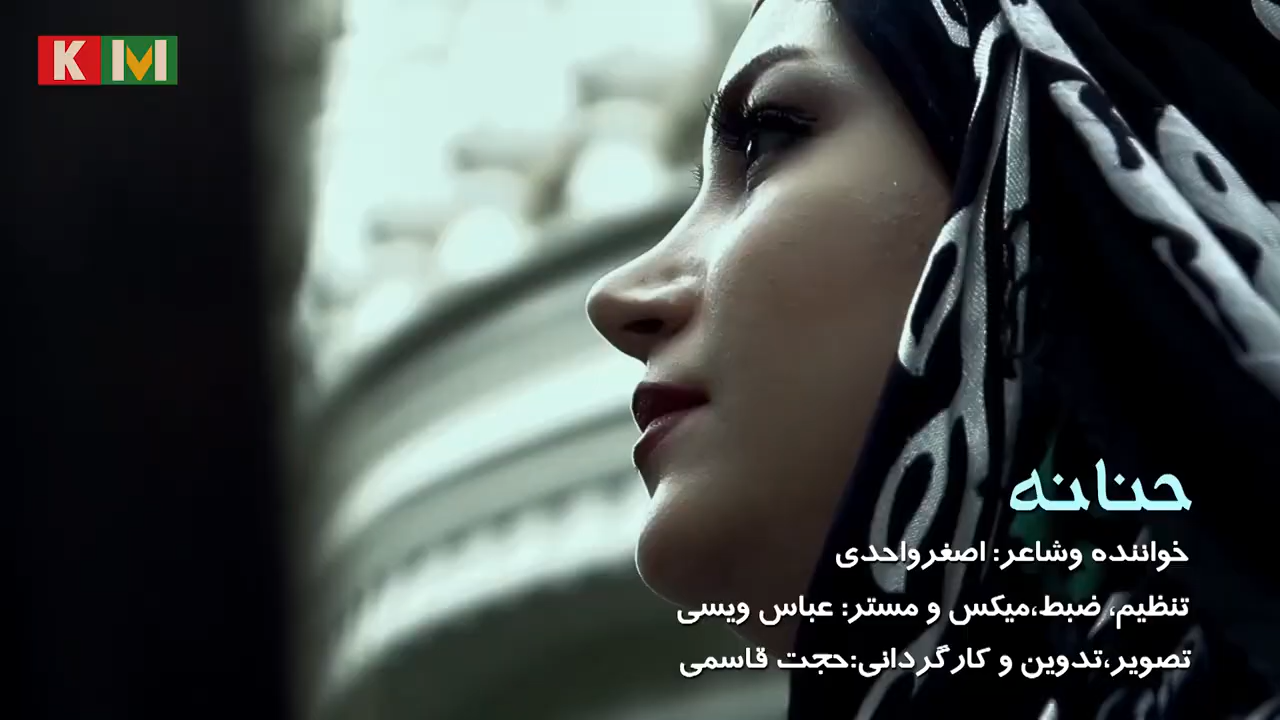 KM
حنانه
خواننده وشاعر: اصغرواحدی
تنظیم، ضبط،میکس و مستر: عباس ویسی
تصویر،تدوین و کارگردانی:حجت قاسمی